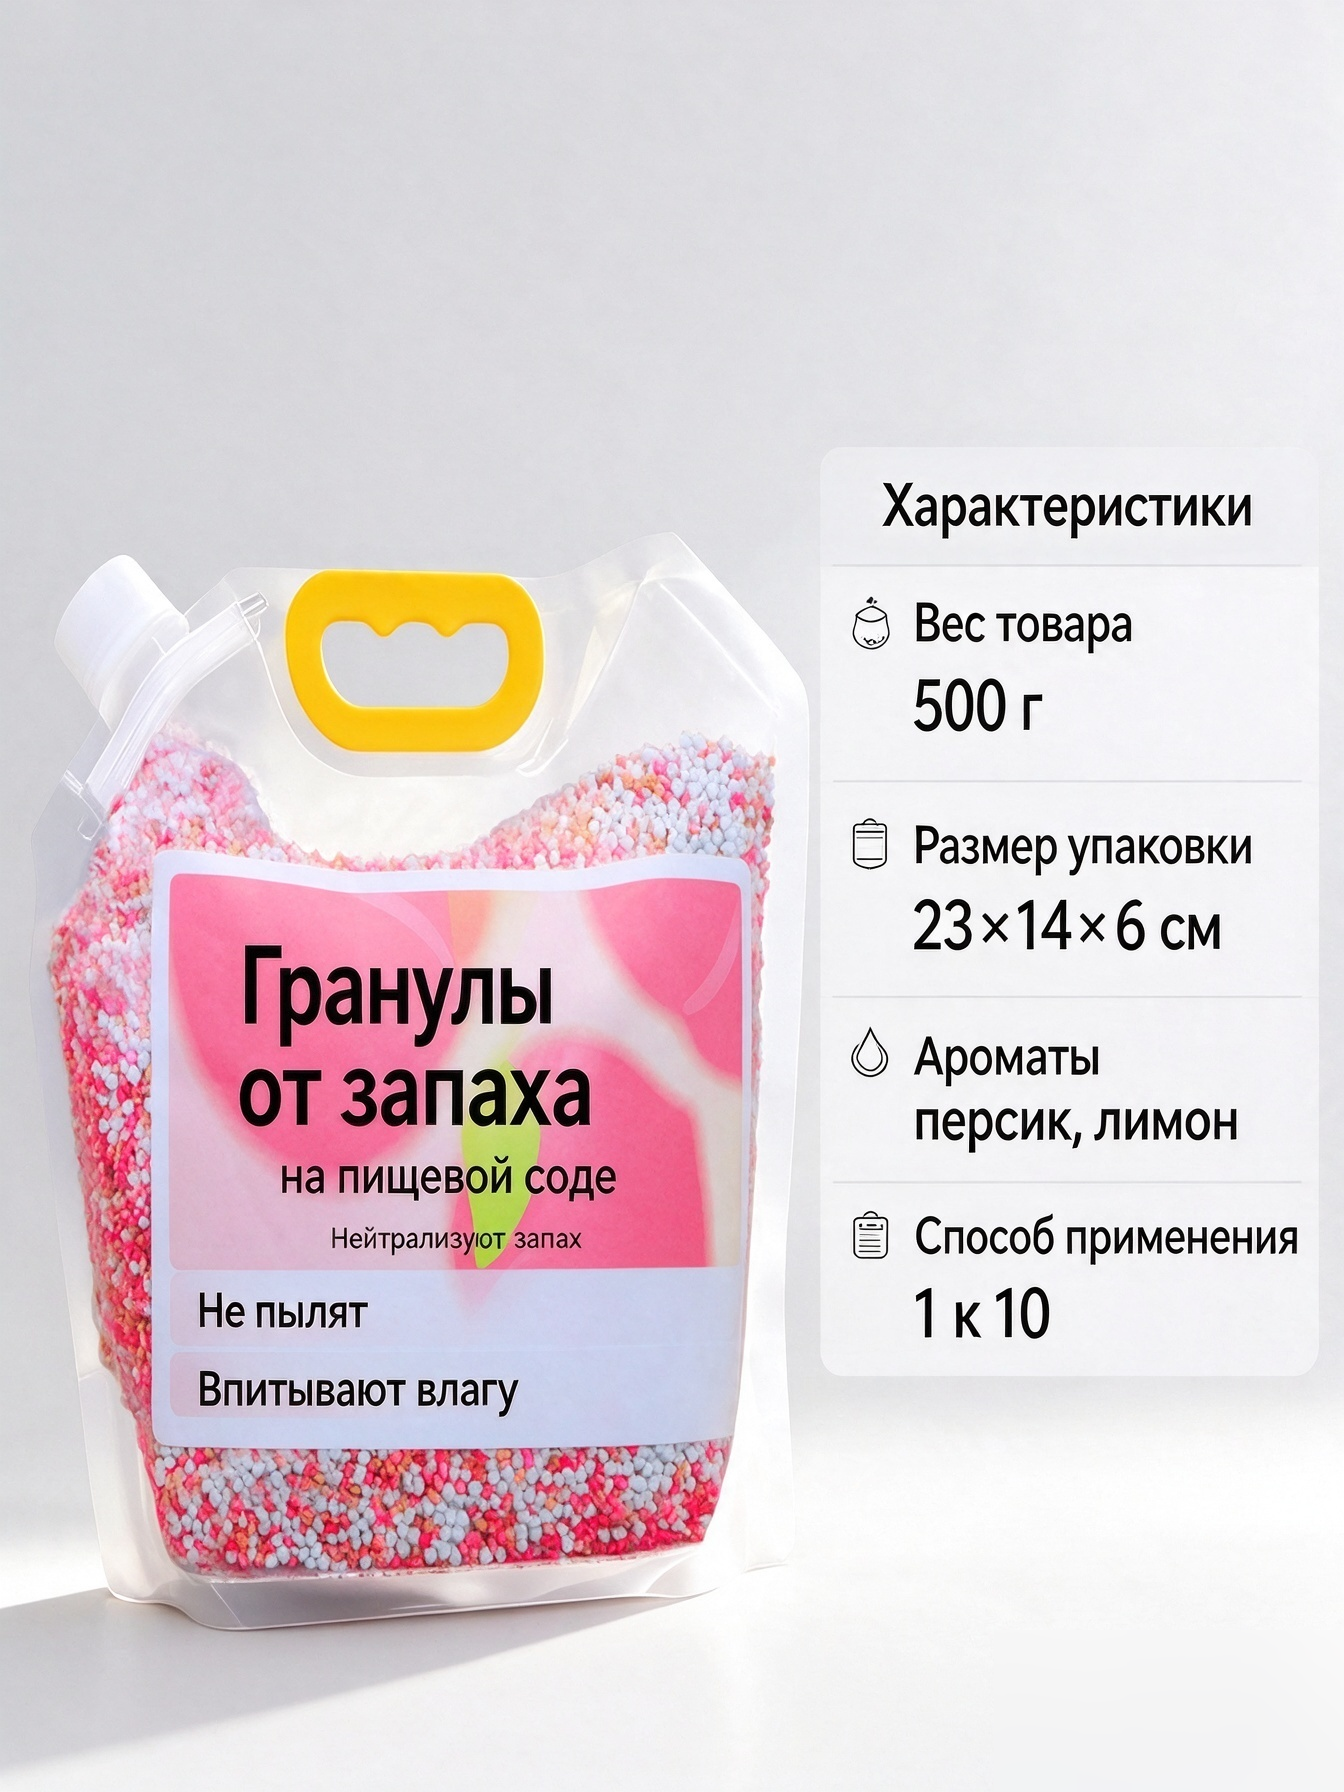 Гранулы
от запаха
на пищевой соде
Нейтрализуют запах
Не пылят
Впитывают влагу
Характеристики
Вес товара
500 г
Размер упаковки
23×14×6 см
Ароматы
персик, лимон
Способ применения
1 к 10